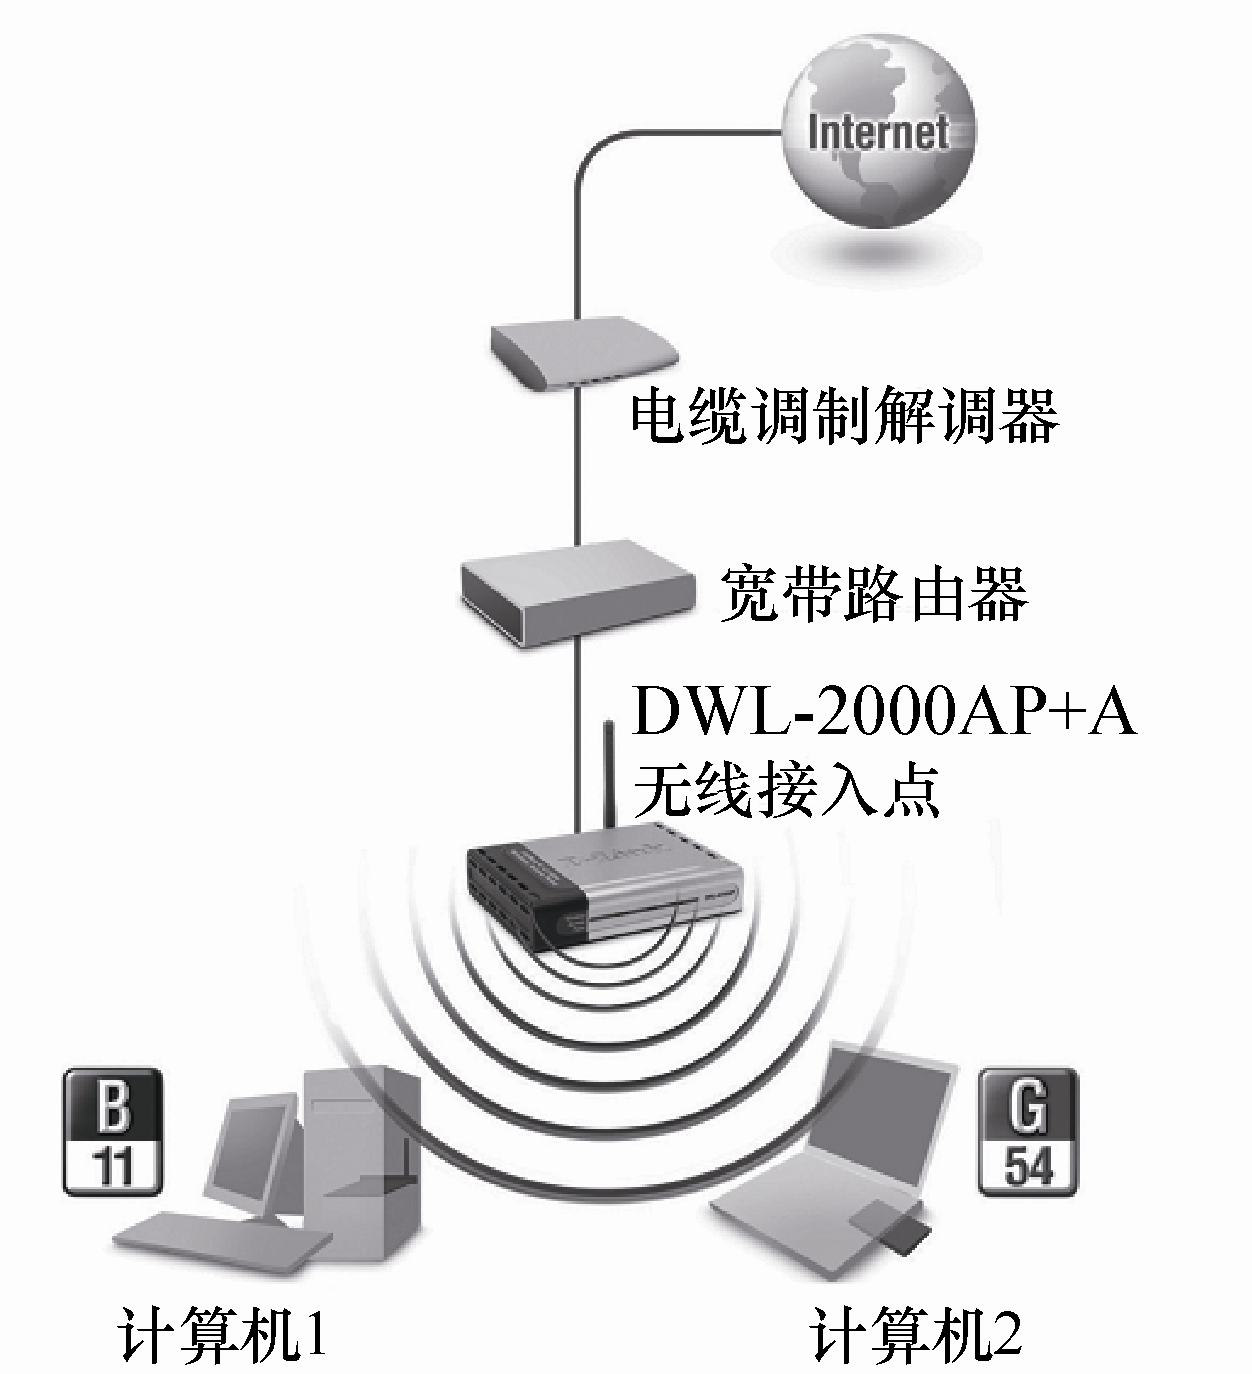 Internet
电缆调制解调器
宽带路由器
DWL-2000AP+A
无线接入点
B
11
G
54
计算机1
计算机2